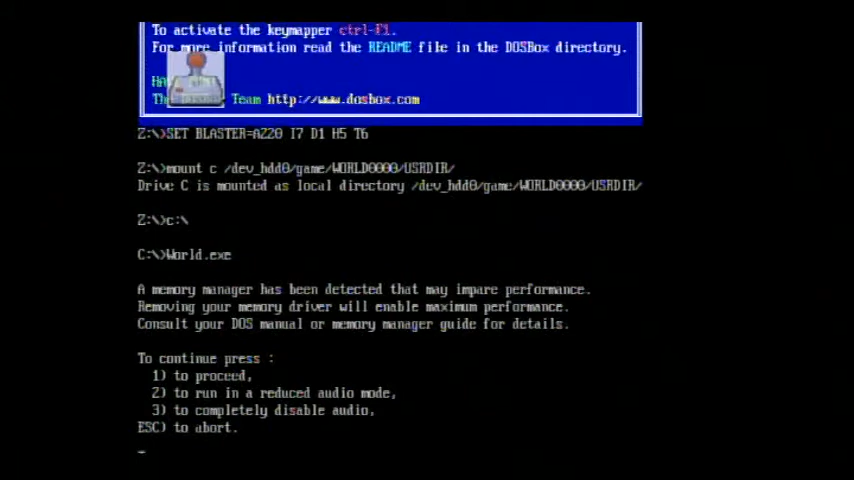 To activate the keymapper ctrl-F1.
For more information read the README file in the DOSBox directory.
HA
Th Team http://www.dosbox.com
Z:\>SET BLASTER=A220 I7 D1 H5 T6
Z:\>mount c /dev_hdd0/game/WORLD0000/USRDIR/
Drive C is mounted as local directory /dev_hdd0/game/WORLD0000/USRDIR/
Z:\>c:\
C:\>World.exe
A memory manager has been detected that may impare performance.
Removing your memory driver will enable maximum performance.
Consult your DOS manual or memory manager guide for details.
To continue press :
1) to proceed,
2) to run in a reduced audio mode,
3) to completely disable audio,
ESC) to abort.